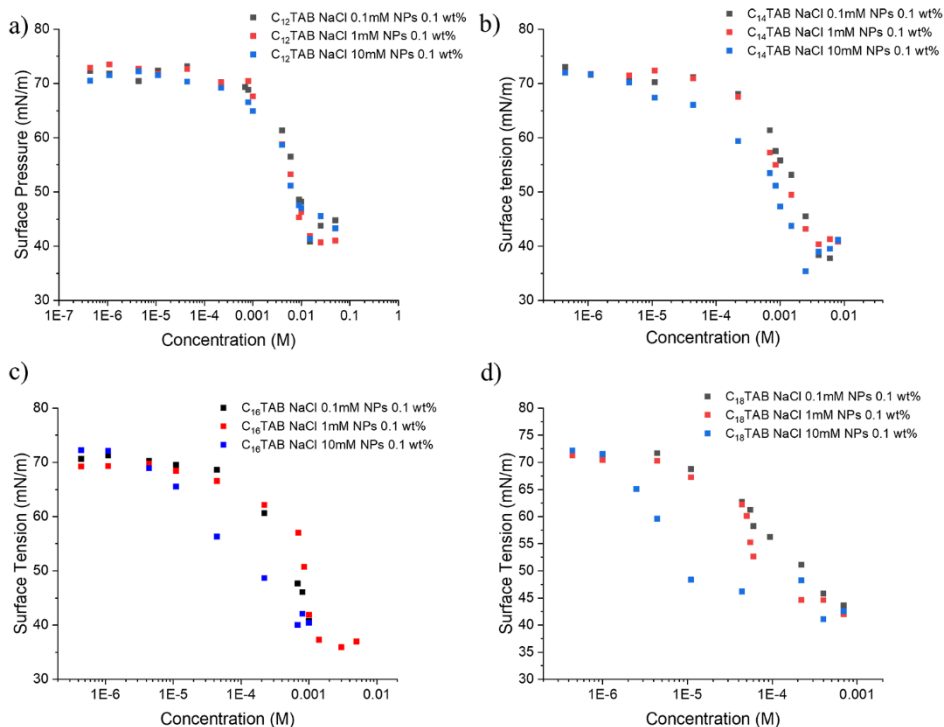 a)
C₁₂TAB NaCl 0.1mM NPs 0.1 wt%
C₁₂TAB NaCl 1mM NPs 0.1 wt%
C₁₂TAB NaCl 10mM NPs 0.1 wt%
Surface Pressure (mN/m)
80
70
60
50
40
30
1E-7 1E-6 1E-5 1E-4 0.001 0.01 0.1 1
Concentration (M)
b)
C₁₄TAB NaCl 0.1mM NPs 0.1 wt%
C₁₄TAB NaCl 1mM NPs 0.1 wt%
C₁₄TAB NaCl 10mM NPs 0.1 wt%
Surface tension (mN/m)
80
70
60
50
40
30
1E-6 1E-5 1E-4 0.001 0.01
Concentration (M)
c)
C₁₆TAB NaCl 0.1mM NPs 0.1 wt%
C₁₆TAB NaCl 1mM NPs 0.1 wt%
C₁₆TAB NaCl 10mM NPs 0.1 wt%
Surface Tension (mN/m)
80
70
60
50
40
30
1E-6 1E-5 1E-4 0.001 0.01
Concentration (M)
d)
C₁₈TAB NaCl 0.1mM NPs 0.1 wt%
C₁₈TAB NaCl 1mM NPs 0.1 wt%
C₁₈TAB NaCl 10mM NPs 0.1 wt%
Surface Tension (mN/m)
80
75
70
65
60
55
50
45
40
35
30
1E-6 1E-5 1E-4 0.001
Concentration (M)